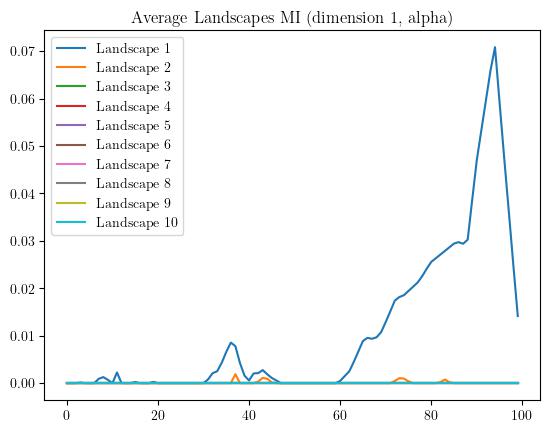 Average Landscapes MI (dimension 1, alpha)
Landscape 1
Landscape 2
Landscape 3
Landscape 4
Landscape 5
Landscape 6
Landscape 7
Landscape 8
Landscape 9
Landscape 10
0.07
0.06
0.05
0.04
0.03
0.02
0.01
0.00
0 20 40 60 80 100